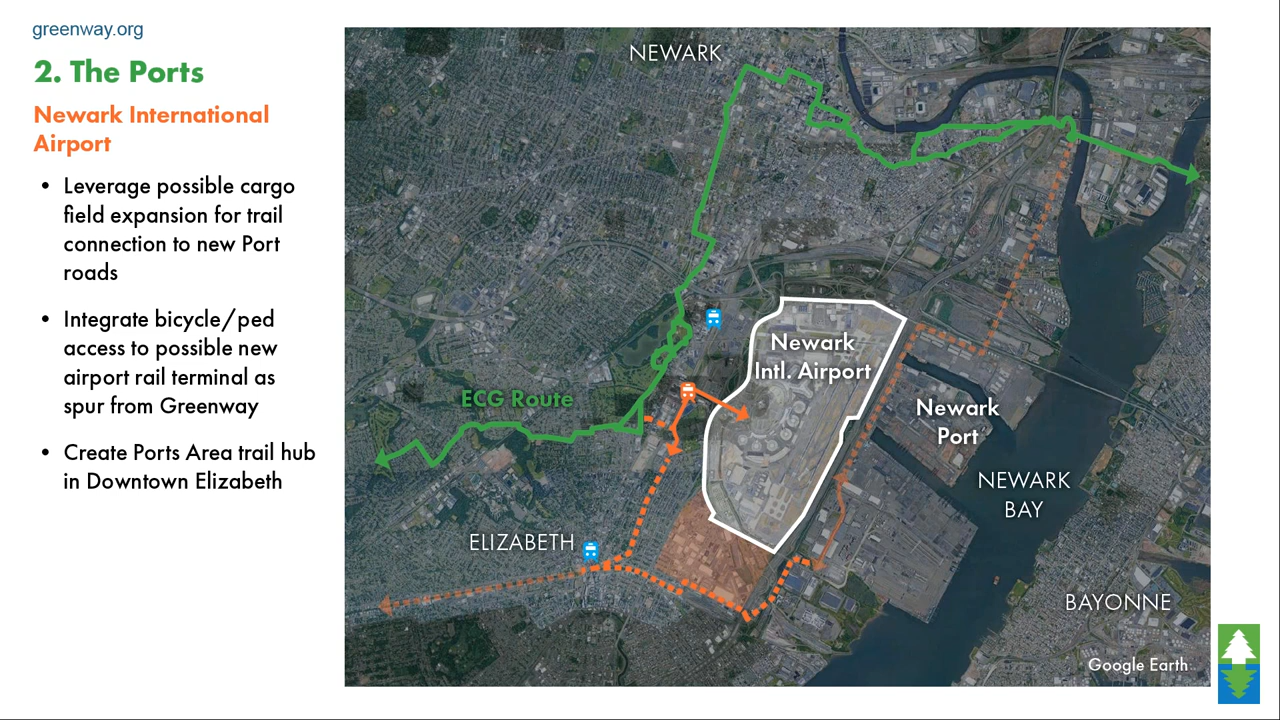 greenway.org
2. The Ports
Newark International
Airport
• Leverage possible cargo
field expansion for trail
connection to new Port
roads
• Integrate bicycle/ped
access to possible new
airport rail terminal as
spur from Greenway
• Create Ports Area trail hub
in Downtown Elizabeth
NEWARK
Newark
Intl. Airport
ECG Route
Newark
Port
NEWARK
BAY
ELIZABETH
BAYONNE
Google Earth